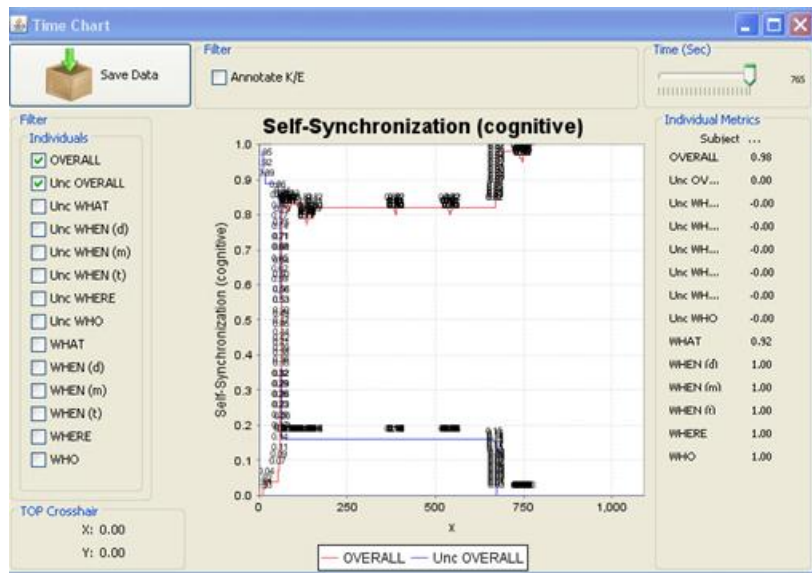 Time Chart
Save Data
Filter
Annotate K/E
Time (Sec)
765
Filter
Individuals
OVERALL
Unc OVERALL
Unc WHAT
Unc WHEN (d)
Unc WHEN (m)
Unc WHEN (t)
Unc WHERE
Unc WHO
WHAT
WHEN (d)
WHEN (m)
WHEN (t)
WHERE
WHO
TOP Crosshair
X: 0.00
Y: 0.00
Self-Synchronization (cognitive)
Self-Synchronization (cognitive)
1.0
0.9
0.8
0.7
0.6
0.5
0.4
0.3
0.2
0.1
0.0
0 250 500 750 1,000
X
OVERALL Unc OVERALL
Individual Metrics
Subject ...
OVERALL 0.98
Unc OV... 0.00
Unc WH... -0.00
Unc WH... -0.00
Unc WH... -0.00
Unc WH... -0.00
Unc WH... -0.00
Unc WHO -0.00
WHAT 0.92
WHEN (d) 1.00
WHEN (m) 1.00
WHEN (t) 1.00
WHERE 1.00
WHO 1.00